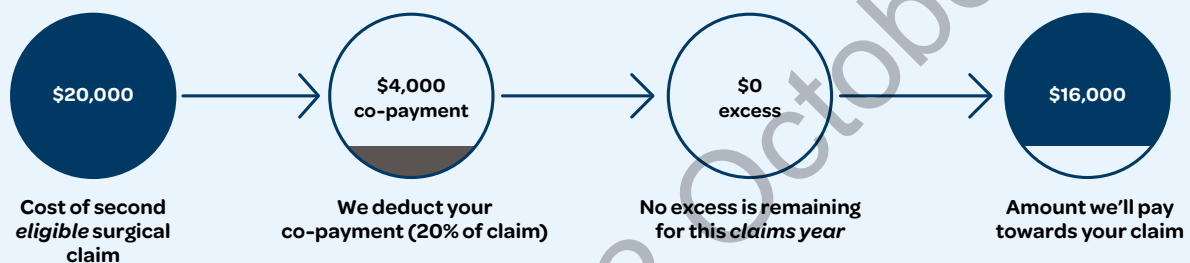 $20,000
$4,000
co-payment
$0
excess
$16,000
Cost of second
eligible surgical
claim
We deduct your
co-payment (20% of claim)
No excess is remaining
for this claims year
Amount we'll pay
towards your claim